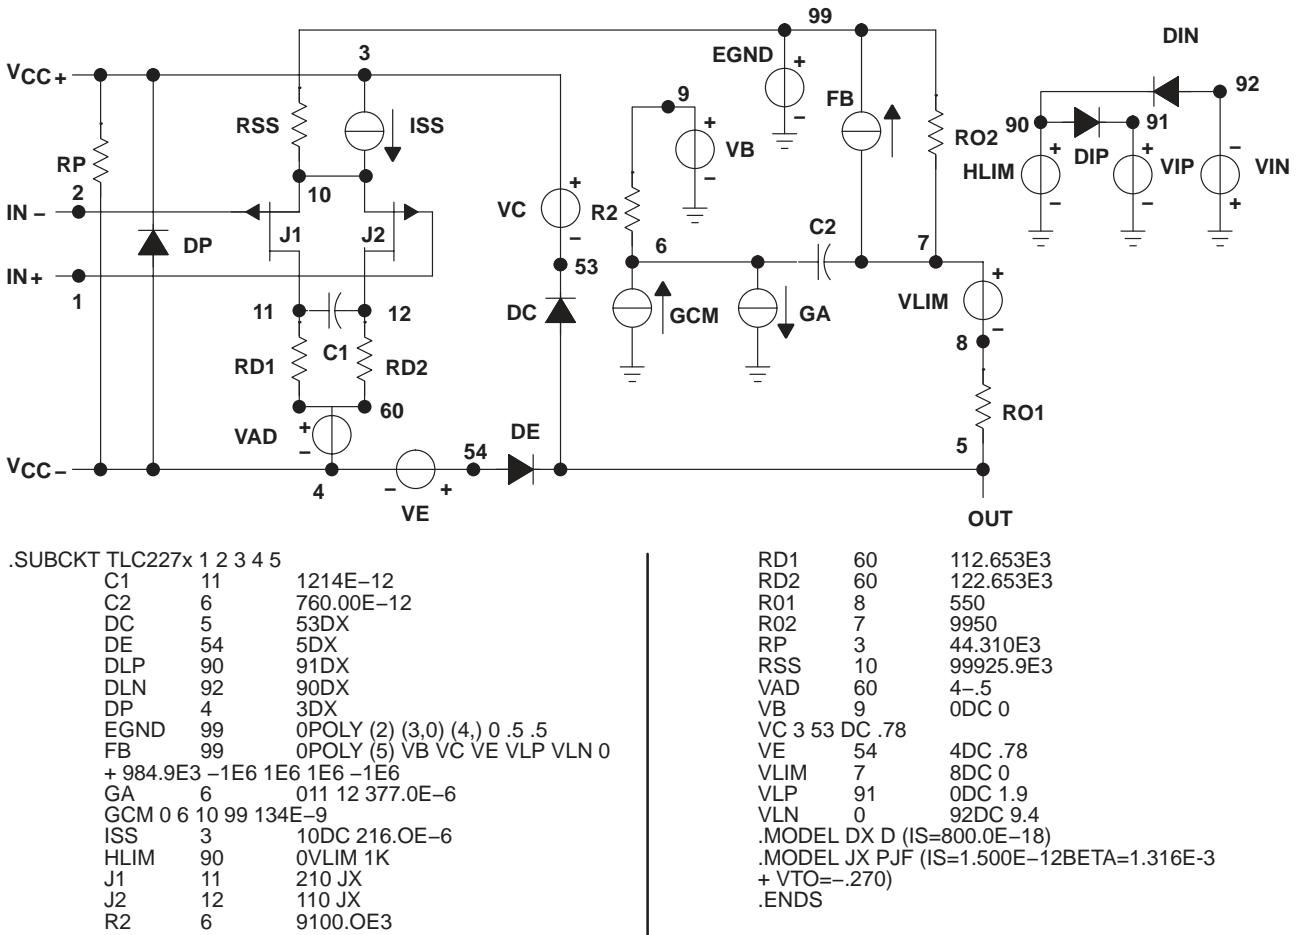 99
DIN
3
VCC+
EGND
+
92
9
FB
+
RSS
ISS
−
90
91
RO2
RP
VB
−
+
+
−
10
HLIM
DIP
VIP
VIN
2
−
−
+
IN −
VC
+
R2
−
C2
J1
J2
6
7
DP
53
IN+
+
1
VLIM
11
12
DC
GCM
GA
−
8
C1
RD1
RD2
RO1
60
VAD
+
−
DE
54
5
VCC−
4
−
+
VE
OUT
.SUBCKT TLC227x 1 2 3 4 5
C1 11 1214E−12
C2 6 760.00E−12
DC 5 53DX
DE 54 5DX
DLP 90 91DX
DLN 92 90DX
DP 4 3DX
EGND 99 0POLY (2) (3,0) (4,) 0 .5 .5
FB 99 0POLY (5) VB VC VE VLP VLN 0
+ 984.9E3 −1E6 1E6 1E6 −1E6
GA 6 011 12 377.0E−6
GCM 0 6 10 99 134E−9
ISS 3 10DC 216.OE−6
HLIM 90 0VLIM 1K
J1 11 210 JX
J2 12 110 JX
R2 6 9100.OE3
RD1 60 112.653E3
RD2 60 122.653E3
R01 8 550
R02 7 9950
RP 3 44.310E3
RSS 10 99925.9E3
VAD 60 4−.5
VB 9 0DC 0
VC 3 53 DC .78
VE 54 4DC .78
VLIM 7 8DC 0
VLP 91 0DC 1.9
VLN 0 92DC 9.4
.MODEL DX D (IS=800.0E−18)
.MODEL JX PJF (IS=1.500E−12BETA=1.316E-3
+ VTO=−.270)
.ENDS